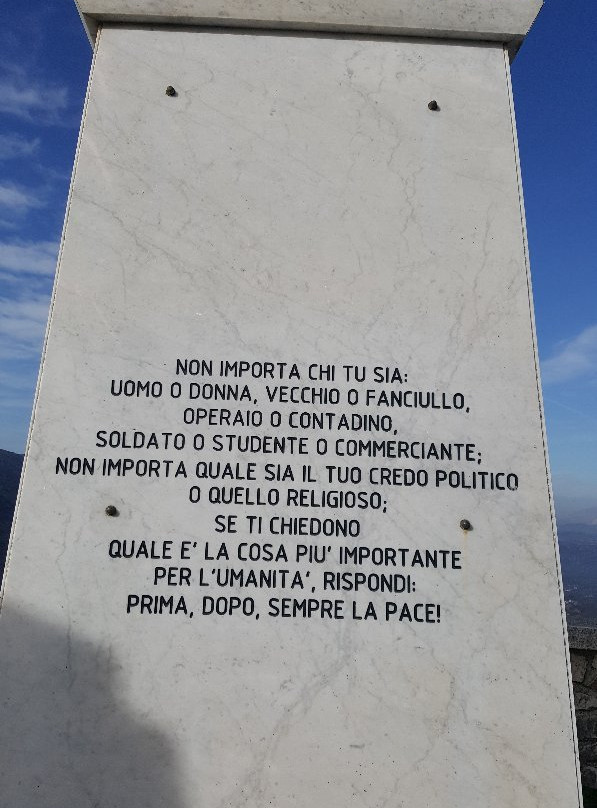 NON IMPORTA CHI TU SIA:
UOMO O DONNA, VECCHIO O FANCIULLO,
OPERAIO O CONTADINO,
SOLDATO O STUDENTE O COMMERCIANTE;
NON IMPORTA QUALE SIA IL TUO CREDO POLITICO
O QUELLO RELIGIOSO;
SE TI CHIEDONO
QUALE E' LA COSA PIU' IMPORTANTE
PER L'UMANITA', RISPONDI:
PRIMA, DOPO, SEMPRE LA PACE!